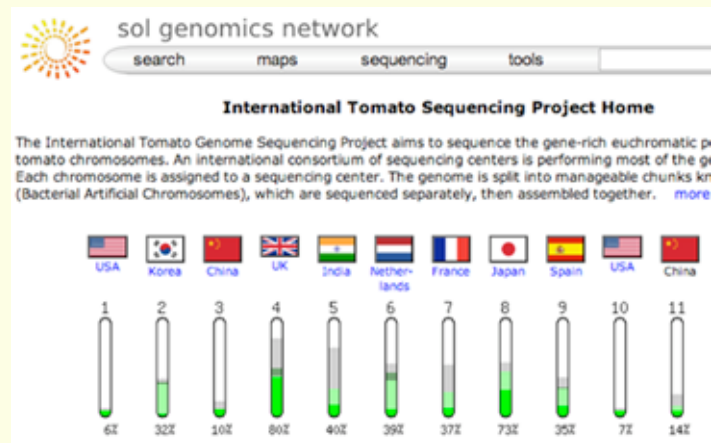 sol genomics network
search maps sequencing tools
International Tomato Sequencing Project Home
The International Tomato Genome Sequencing Project aims to sequence the gene-rich euchromatic
tomato chromosomes. An international consortium of sequencing centers is performing most of the
Each chromosome is assigned to a sequencing center. The genome is split into manageable chunks
(Bacterial Artificial Chromosomes), which are sequenced separately, then assembled together. more
USA Korea China UK India Nether- France Japan Spain USA China
lands
1 2 3 4 5 6 7 8 9 10 11
6% 32% 10% 80% 40% 39% 37% 73% 35% 7% 14%